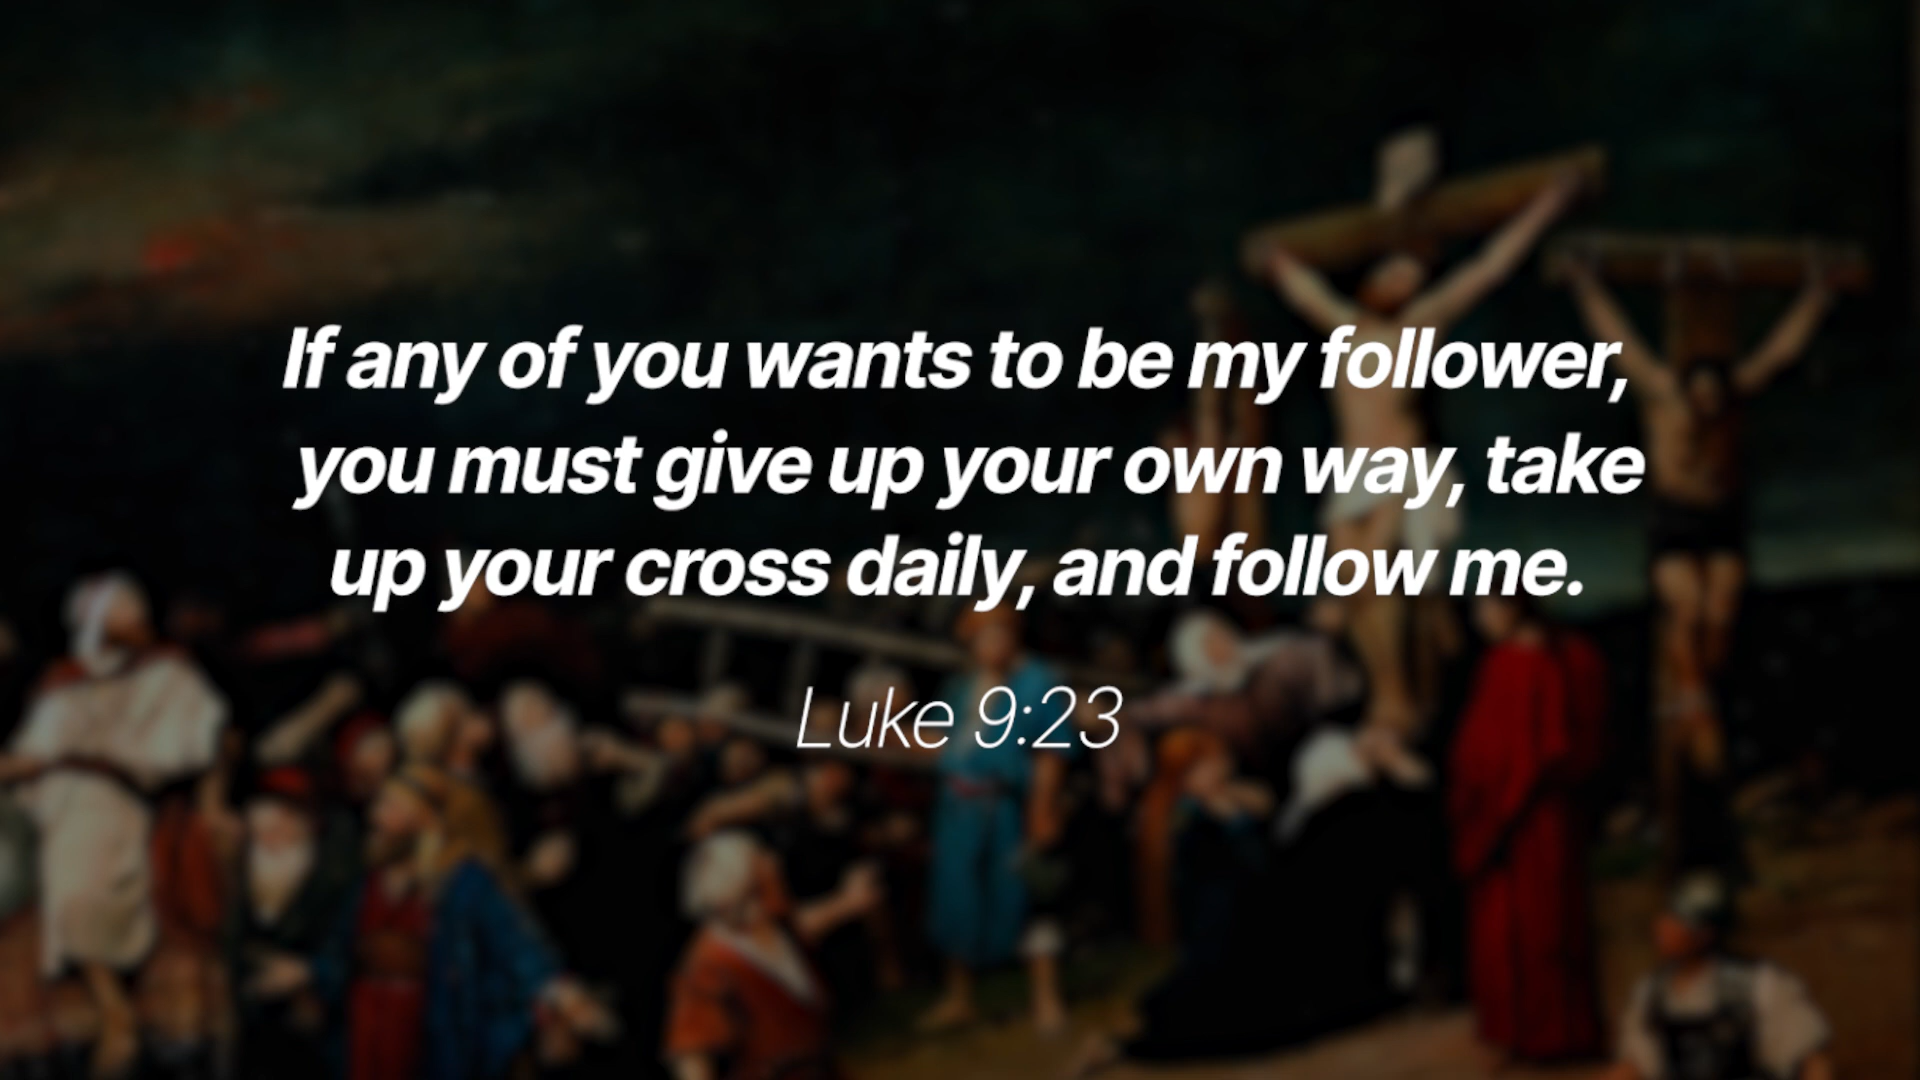 If any of you wants to be my follower,
you must give up your own way, take
up your cross daily, and follow me.
Luke 9:23